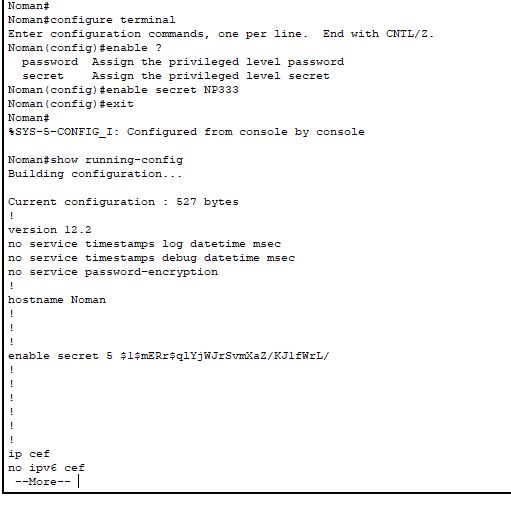 Noman#
Noman#configure terminal
Enter configuration commands, one per line.  End with CNTL/Z.
Noman(config)#enable ?
  password  Assign the privileged level password
  secret    Assign the privileged level secret
Noman(config)#enable secret NP333
Noman(config)#exit
Noman#
%SYS-5-CONFIG_I: Configured from console by console

Noman#show running-config
Building configuration...

Current configuration : 527 bytes
!
version 12.2
no service timestamps log datetime msec
no service timestamps debug datetime msec
no service password-encryption
!
hostname Noman
!
!
!
enable secret 5 $1$mERr$qlYjWJrSvmXaZ/KJlfWrL/
!
!
!
!
!
!
ip cef
no ipv6 cef
 --More--